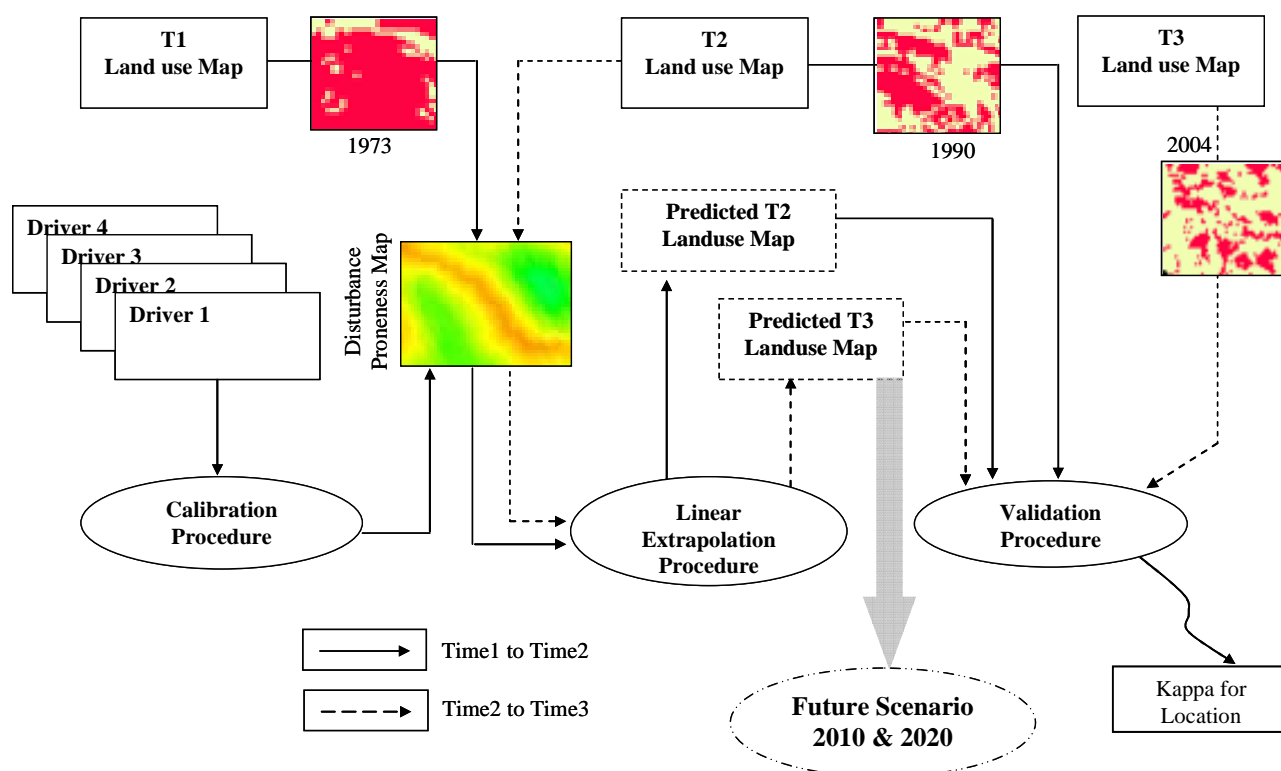 T1
Land use Map
1973
T2
Land use Map
1990
T3
Land use Map
2004
Driver 4
Driver 3
Driver 2
Driver 1
Disturbance
Proneness Map
Predicted T2
Landuse Map
Predicted T3
Landuse Map
Calibration
Procedure
Linear
Extrapolation
Procedure
Validation
Procedure
Time1 to Time2
Time2 to Time3
Future Scenario
2010 & 2020
Kappa for
Location